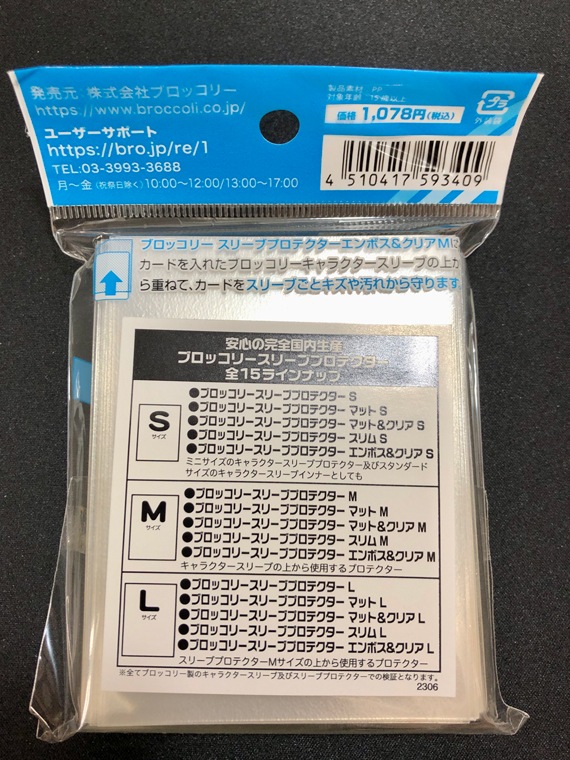 発売元 株式会社ブロッコリー
https://www.broccoli.co.jp/
ユーザーサポート
https://bro.jp/re/1
TEL:03-3993-3688
月～金(祝祭日除く)10:00～12:00/13:00～17:00
製品素材 PP
対象年齢 15歳以上
価格 1,078円(税込)
プラ
外袋
4 510417 593409
ブロッコリー スリーブプロテクターエンボス&クリアMは
カードを入れたブロッコリーキャラクタースリーブの上か
ら重ねて、カードをスリーブごとキズや汚れから守ります
安心の完全国内生産
ブロッコリースリーブプロテクター
全15ラインナップ
S
サイズ
●ブロッコリースリーブプロテクター S
●ブロッコリースリーブプロテクター マット S
●ブロッコリースリーブプロテクター マット&クリア S
●ブロッコリースリーブプロテクター スリム S
●ブロッコリースリーブプロテクター エンボス&クリア S
ミニサイズのキャラクタースリーブプロテクター及びスタンダード
サイズのキャラクタースリーブインナーとしても
M
サイズ
●ブロッコリースリーブプロテクター M
●ブロッコリースリーブプロテクター マット M
●ブロッコリースリーブプロテクター マット&クリア M
●ブロッコリースリーブプロテクター スリム M
●ブロッコリースリーブプロテクター エンボス&クリア M
キャラクタースリーブの上から使用するプロテクター
L
サイズ
●ブロッコリースリーブプロテクター L
●ブロッコリースリーブプロテクター マット L
●ブロッコリースリーブプロテクター マット&クリア L
●ブロッコリースリーブプロテクター スリム L
●ブロッコリースリーブプロテクター エンボス&クリア L
スリーブプロテクターMサイズの上から使用するプロテクター
※全てブロッコリー製のキャラクタースリーブ及びスリーブプロテクターでの検証となります。
2306